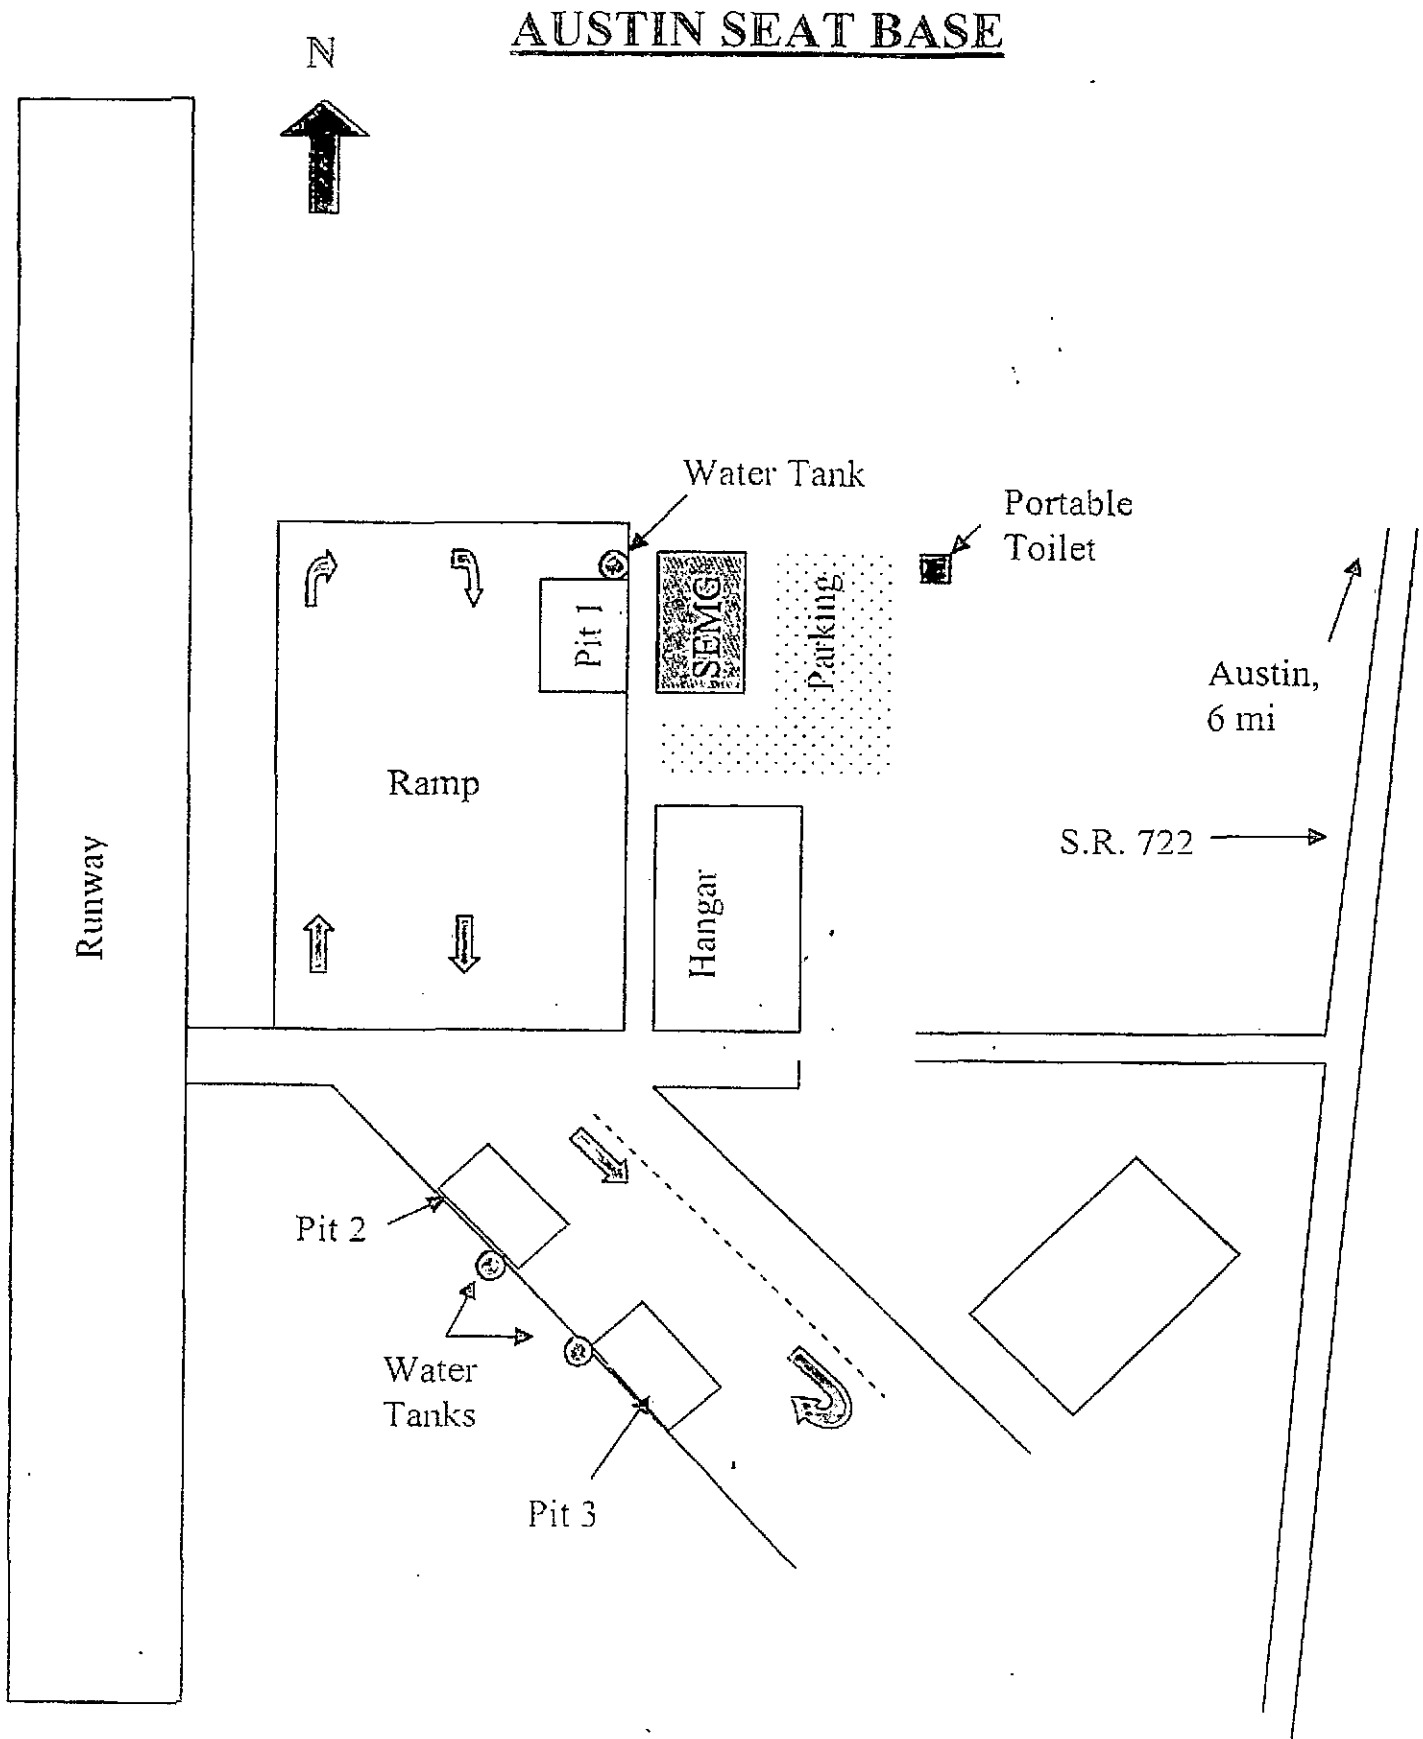 AUSTIN SEAT BASE
N
Water Tank
Portable
Toilet
Pit 1
SEMG
Parking
Austin,
6 mi
Ramp
S.R. 722
Runway
Hangar
Pit 2
Water
Tanks
Pit 3